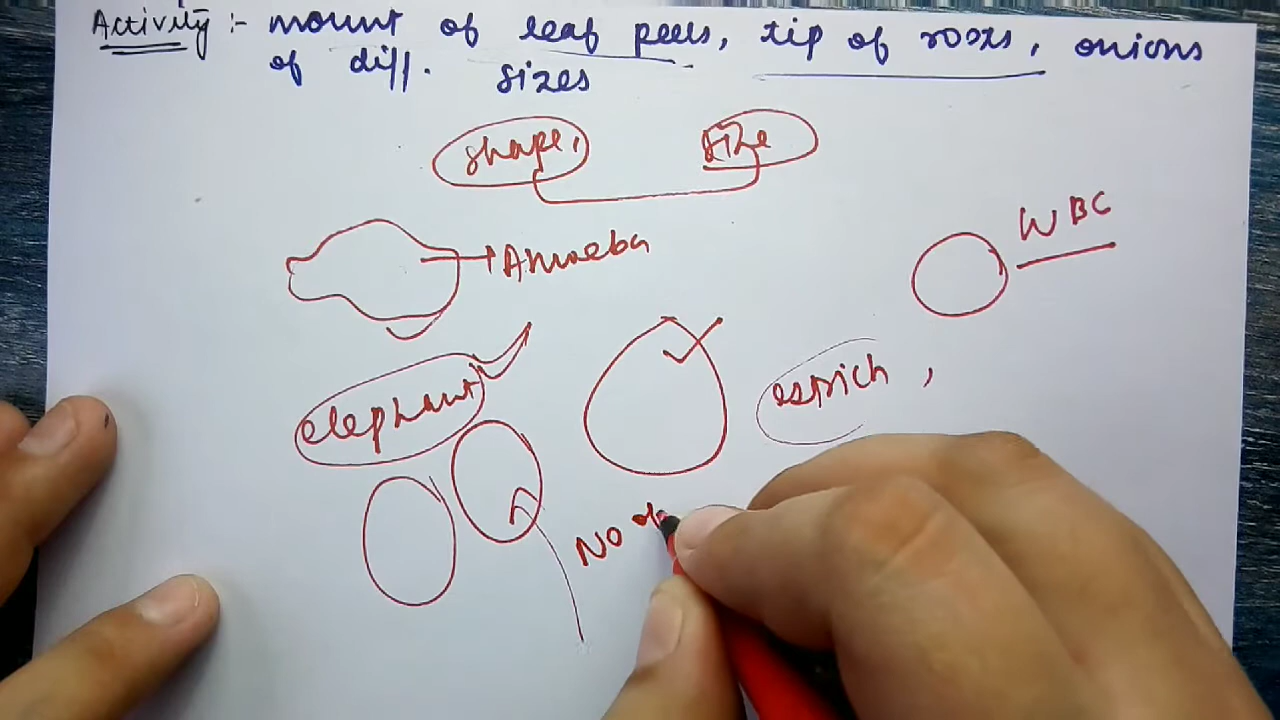 Activity :- mount of leaf peels, tip of roots, onions
of diff. sizes
shape, size
WBC
Amoeba
elephant
ostrich ,
No of